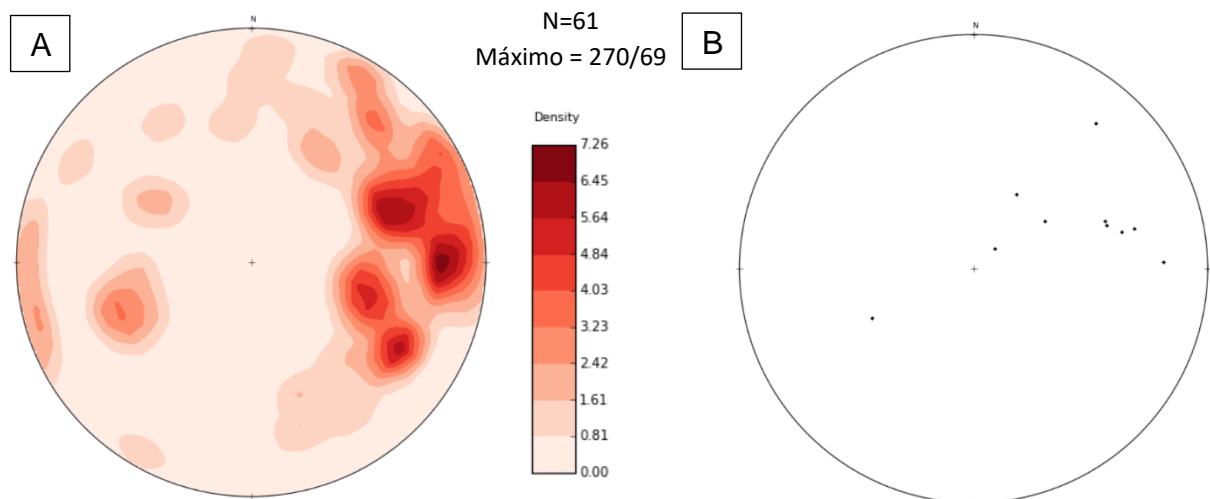 A
N
N=61
Máximo = 270/69
B
N
Density
7.26
6.45
5.64
4.84
4.03
3.23
2.42
1.61
0.81
0.00